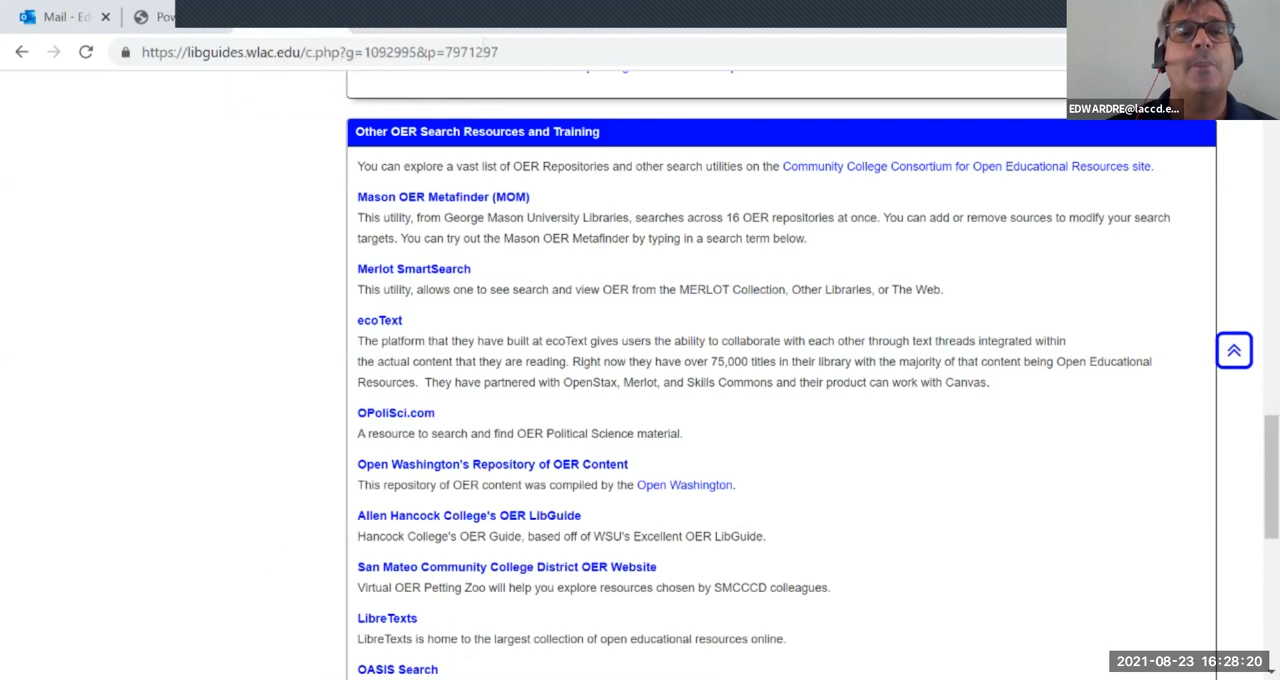 Mail - Ed
Pow
https://libguides.wlac.edu/c.php?g=1092995&p=7971297
EDWARDRE@laccd.e...
Other OER Search Resources and Training
You can explore a vast list of OER Repositories and other search utilities on the Community College Consortium for Open Educational Resources site.
Mason OER Metafinder (MOM)
This utility, from George Mason University Libraries, searches across 16 OER repositories at once. You can add or remove sources to modify your search
targets. You can try out the Mason OER Metafinder by typing in a search term below.
Merlot SmartSearch
This utility, allows one to see search and view OER from the MERLOT Collection, Other Libraries, or The Web.
ecoText
The platform that they have built at ecoText gives users the ability to collaborate with each other through text threads integrated within
the actual content that they are reading. Right now they have over 75,000 titles in their library with the majority of that content being Open Educational
Resources. They have partnered with OpenStax, Merlot, and Skills Commons and their product can work with Canvas.
OPoliSci.com
A resource to search and find OER Political Science material.
Open Washington's Repository of OER Content
This repository of OER content was compiled by the Open Washington.
Allen Hancock College's OER LibGuide
Hancock College's OER Guide, based off of WSU's Excellent OER LibGuide.
San Mateo Community College District OER Website
Virtual OER Petting Zoo will help you explore resources chosen by SMCCCD colleagues.
LibreTexts
LibreTexts is home to the largest collection of open educational resources online.
OASIS Search
2021-08-23 16:28:20